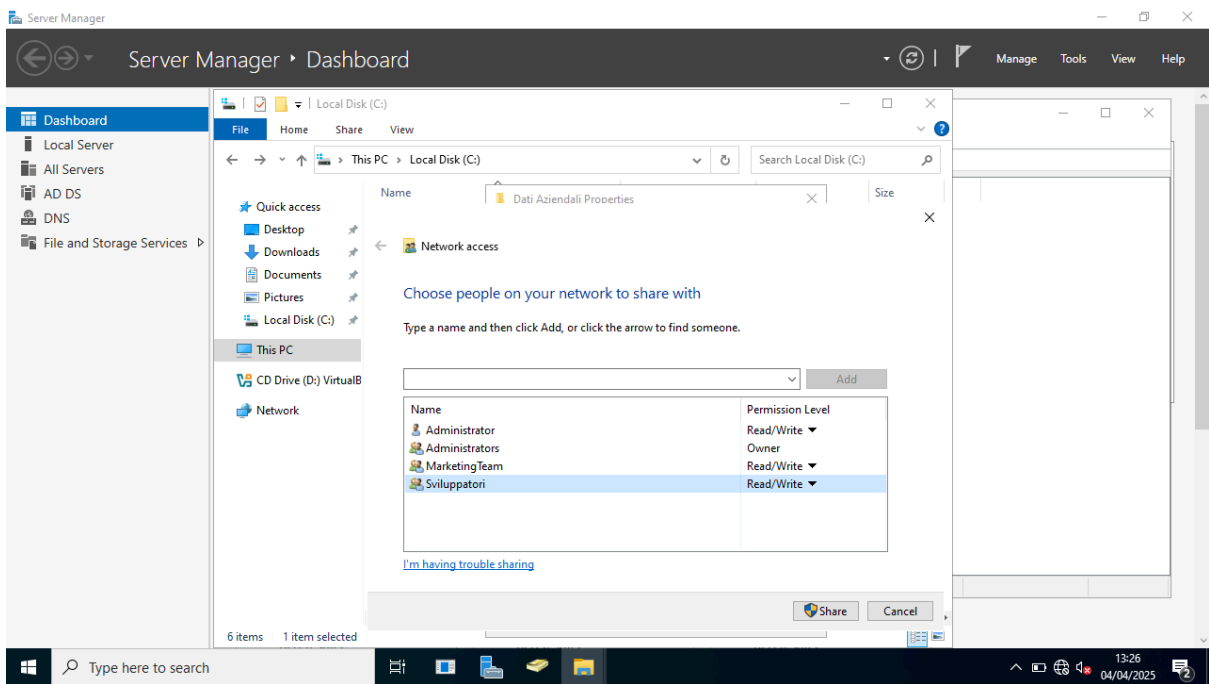 Server Manager
Server Manager • Dashboard
Manage Tools View Help
Dashboard
Local Server
All Servers
AD DS
DNS
File and Storage Services
Local Disk (C:)
File Home Share View
This PC > Local Disk (C:)
Search Local Disk (C:)
Quick access
Desktop
Downloads
Documents
Pictures
Local Disk (C:)
This PC
CD Drive (D:) VirtualB
Network
Name Size
Dati Aziendali Properties
Network access
Choose people on your network to share with
Type a name and then click Add, or click the arrow to find someone.
Add
Name Permission Level
Administrator Read/Write
Administrators Owner
MarketingTeam Read/Write
Sviluppatori Read/Write
I'm having trouble sharing
Share Cancel
6 items 1 item selected
Type here to search
13:26
04/04/2025
2